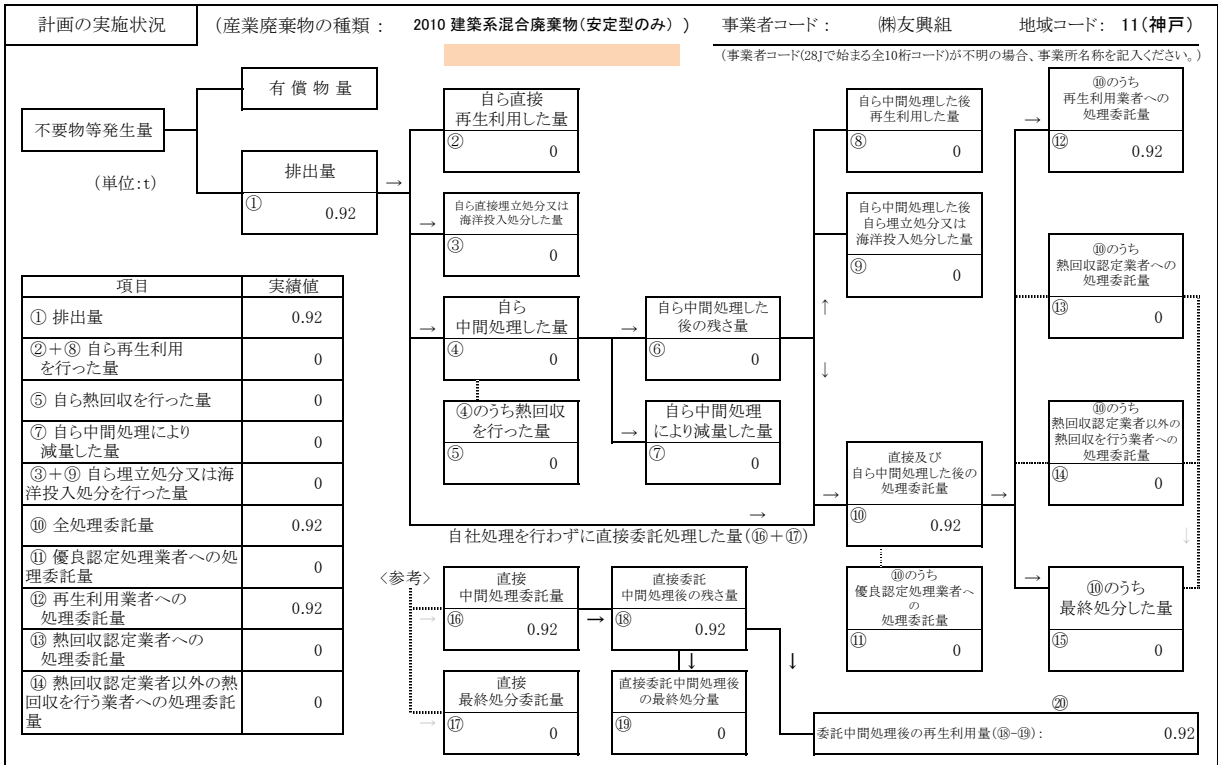 計画の実施状況
(産業廃棄物の種類 : 2010 建築系混合廃棄物(安定型のみ) )
事業者コード : ㈱友興組 地域コード: 11(神戸)
(事業者コード(28Jで始まる全10桁コード)が不明の場合、事業所名称を記入ください。)
不要物等発生量
(単位:t)
有償物量
排出量
① 0.92
→
自ら直接
再生利用した量
② 0
→
自ら直接埋立処分又は
海洋投入処分した量
③ 0
→
自ら
中間処理した量
④ 0
④のうち熱回収
を行った量
⑤ 0
→
自ら中間処理した
後の残さ量
⑥ 0
→
自ら中間処理
により減量した量
⑦ 0
自ら中間処理した後
再生利用した量
⑧ 0
自ら中間処理した後
自ら埋立処分又は
海洋投入処分した量
⑨ 0
↑
↓
→
直接及び
自ら中間処理した後の
処理委託量
⑩ 0.92
→
⑩のうち
優良認定処理業者へ
の
処理委託量
⑪ 0
→
⑩のうち
再生利用業者への
処理委託量
⑫ 0.92
⑩のうち
熱回収認定業者への
処理委託量
⑬ 0
⑩のうち
熱回収認定業者以外の
熱回収を行う業者への
処理委託量
⑭ 0
↓
→
⑩のうち
最終処分した量
⑮ 0
→
自社処理を行わずに直接委託処理した量(⑯+⑰)
〈参考〉
→
直接
中間処理委託量
⑯ 0.92
→
直接委託
中間処理後の残さ量
⑱ 0.92
↓
↓
→
直接
最終処分委託量
⑰ 0
直接委託中間処理後
の最終処分量
⑲ 0
⑳
委託中間処理後の再生利用量(⑱-⑲): 0.92
項目 実績値
① 排出量 0.92
②+⑧ 自ら再生利用
を行った量 0
⑤ 自ら熱回収を行った量 0
⑦ 自ら中間処理により
減量した量 0
③+⑨ 自ら埋立処分又は海
洋投入処分を行った量 0
⑩ 全処理委託量 0.92
⑪ 優良認定処理業者への処
理委託量 0
⑫ 再生利用業者への
処理委託量 0.92
⑬ 熱回収認定業者への
処理委託量 0
⑭ 熱回収認定業者以外の熱
回収を行う業者への処理委託
量 0